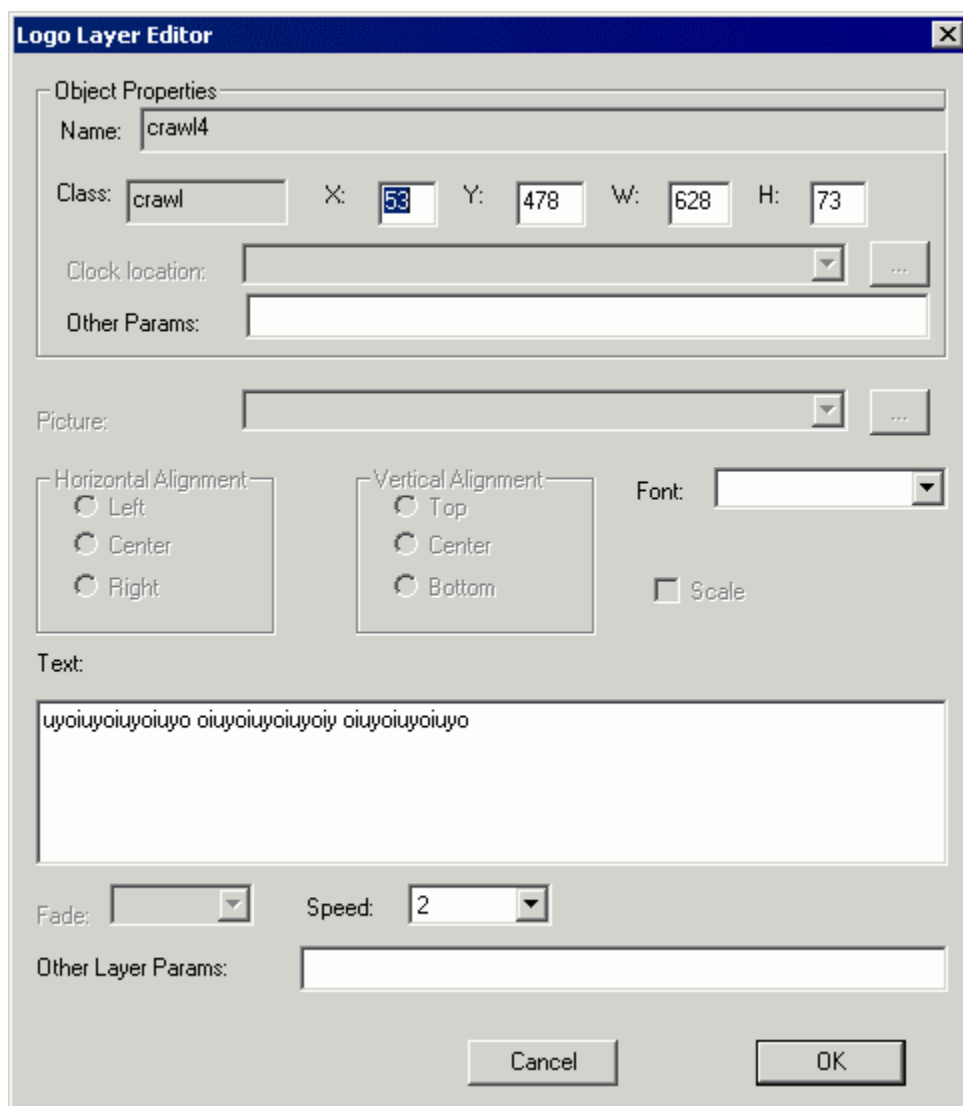 Logo Layer Editor
Object Properties
Name: crawl4
Class: crawl X: 53 Y: 478 W: 628 H: 73
Clock location: ...
Other Params:
Picture: ...
Horizontal Alignment Vertical Alignment Font:
Left Top
Center Center
Right Bottom Scale
Text:
uyoiuyoiuyoiuyo oiuyoiuyoiuyoiy oiuyoiuyoiuyo
Fade: Speed: 2
Other Layer Params:
Cancel OK